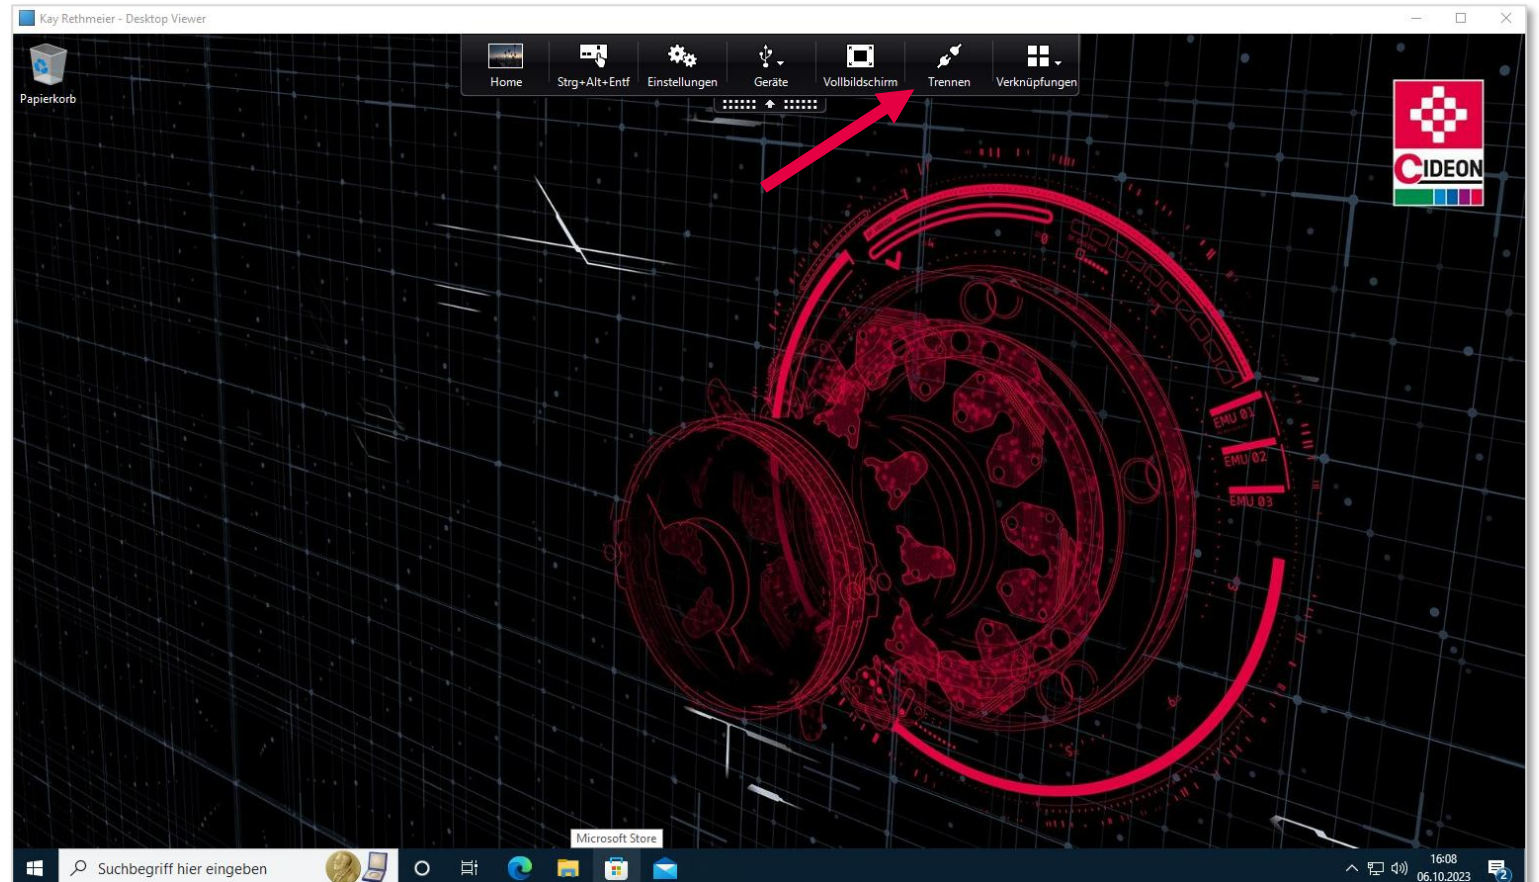 Kay Rethmeier - Desktop Viewer
Papierkorb
Home
Strg+Alt+Entf
Einstellungen
Geräte
Vollbildschirm
Trennen
Verknüpfungen
CIDEON
EMU 01
EMU 02
EMU 03
Microsoft Store
Suchbegriff hier eingeben
16:08
06.10.2023
2